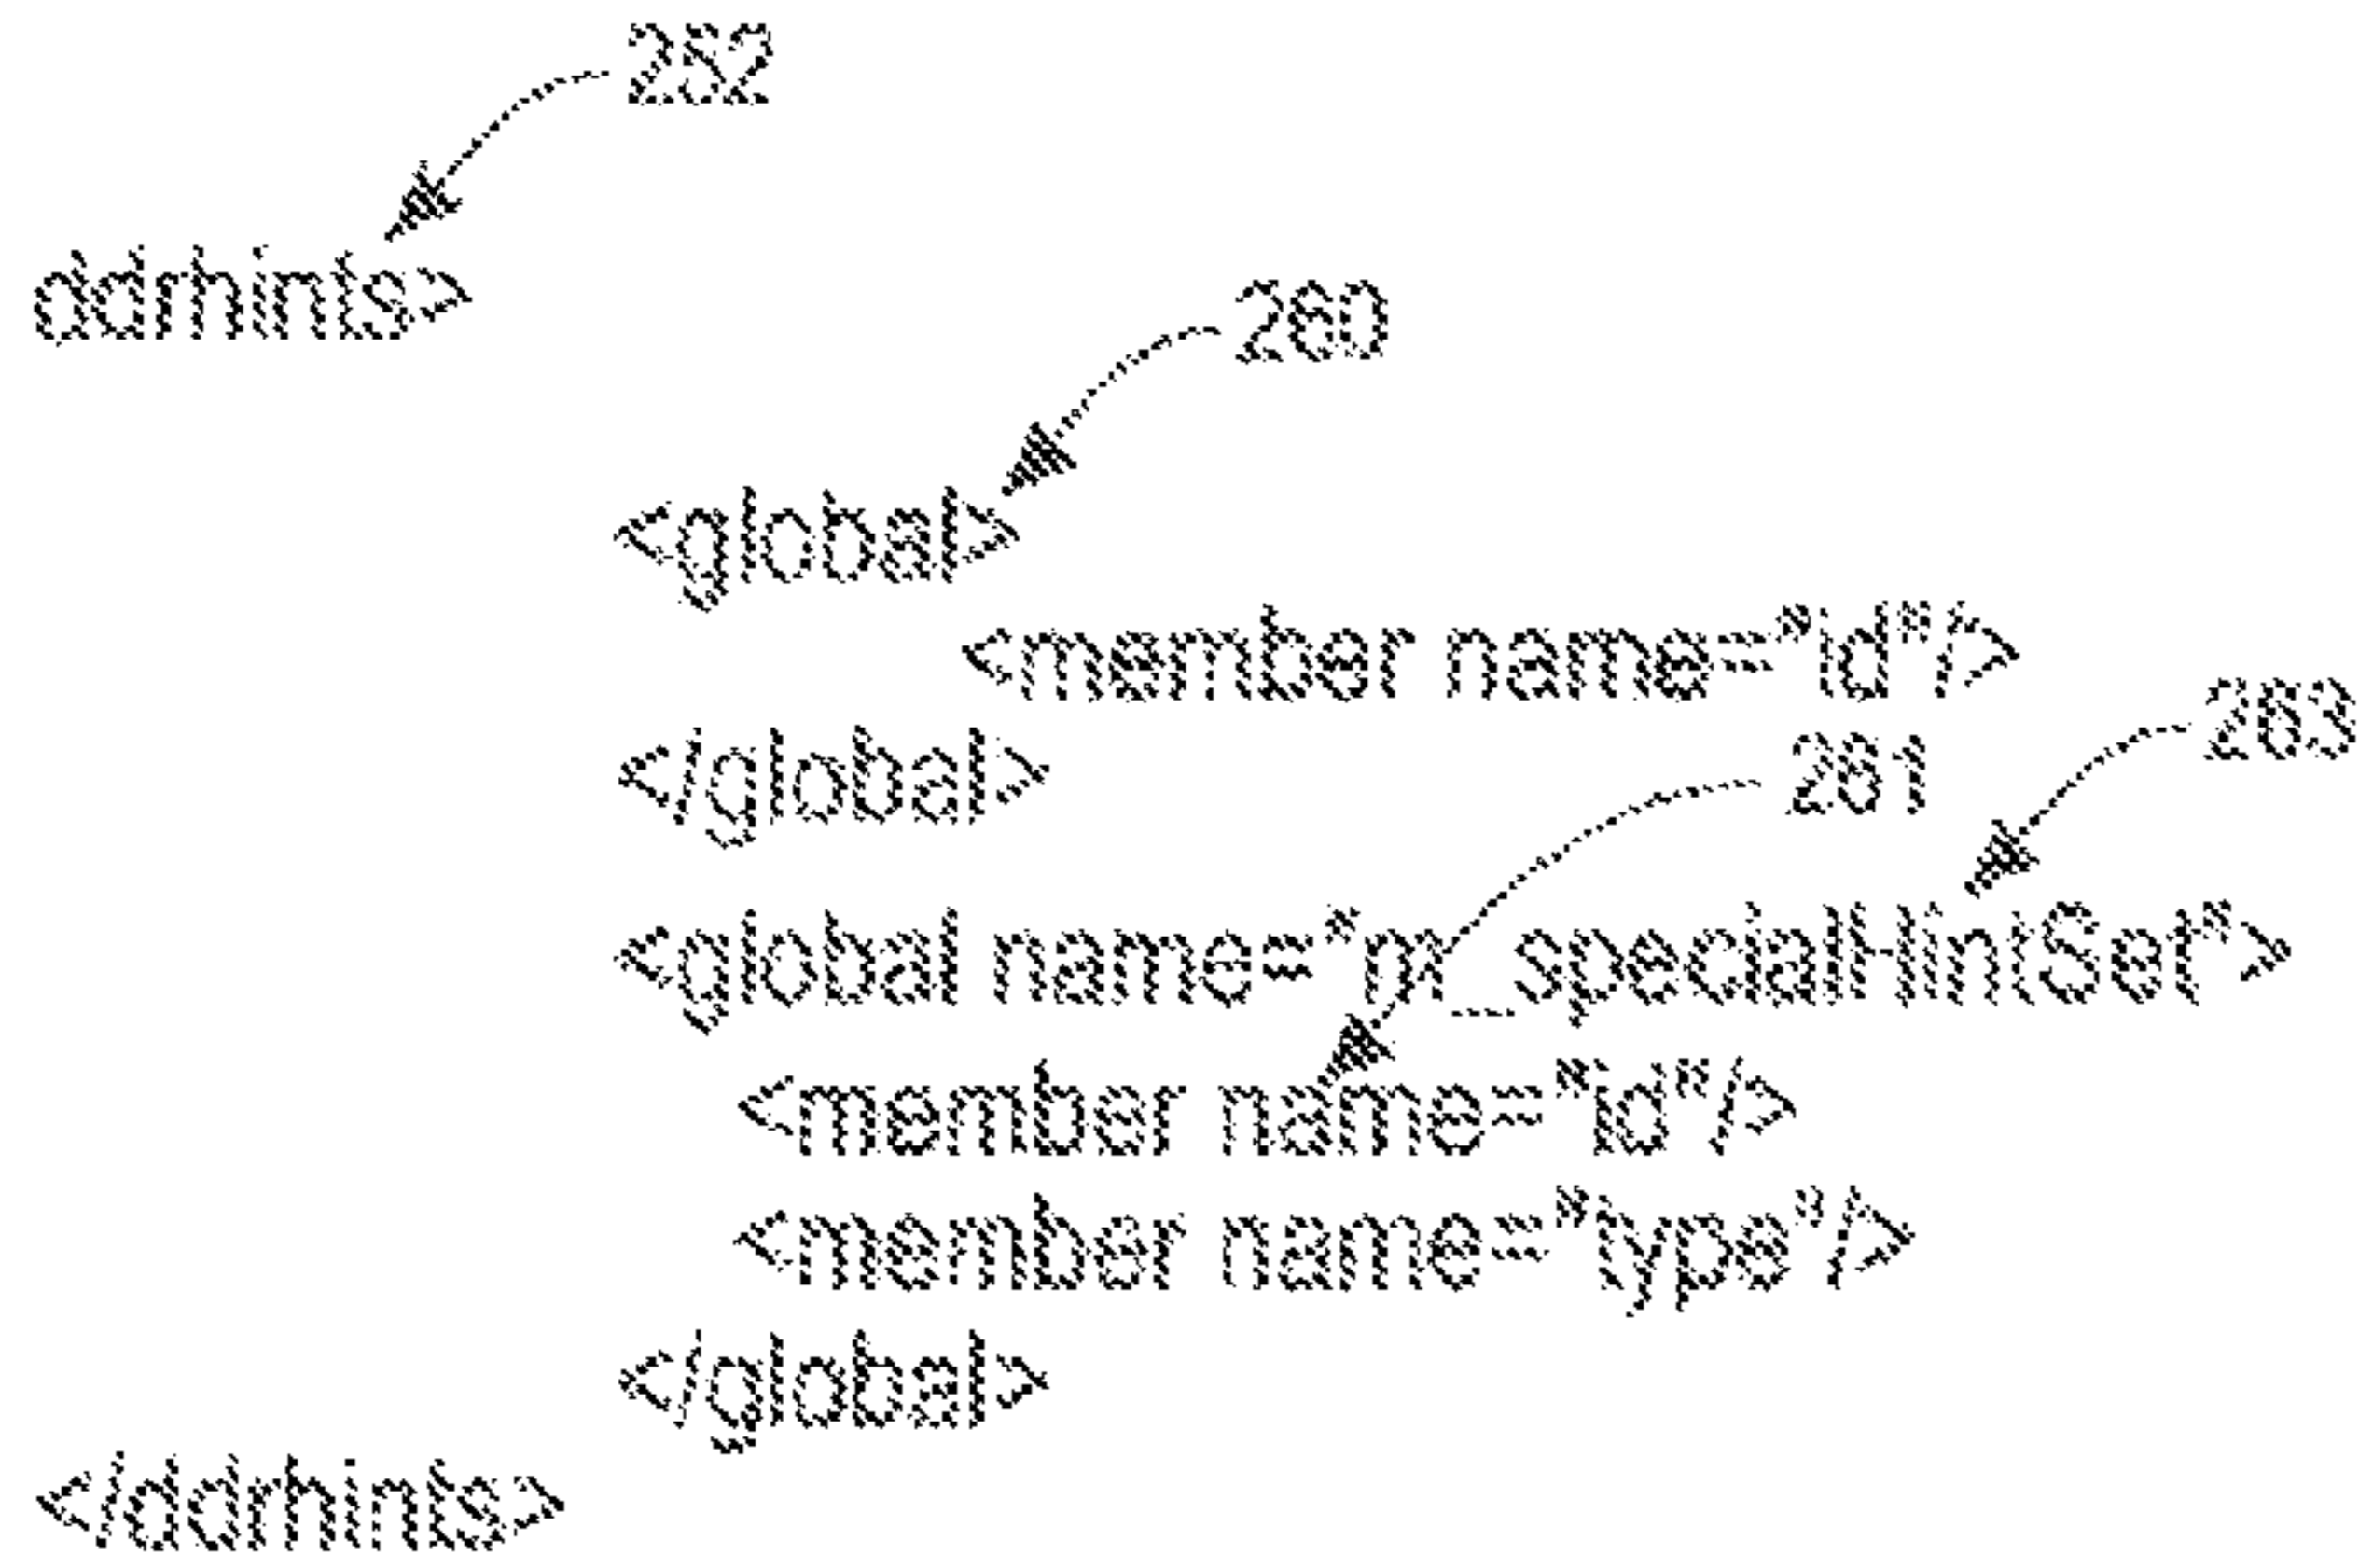 252
ddrhints>
260
<global>
<member name="id"/>
263
</global>
261
<global name="m_specialHintSet">
<member name="id"/>
<member name="type"/>
</global>
</ddrhints>